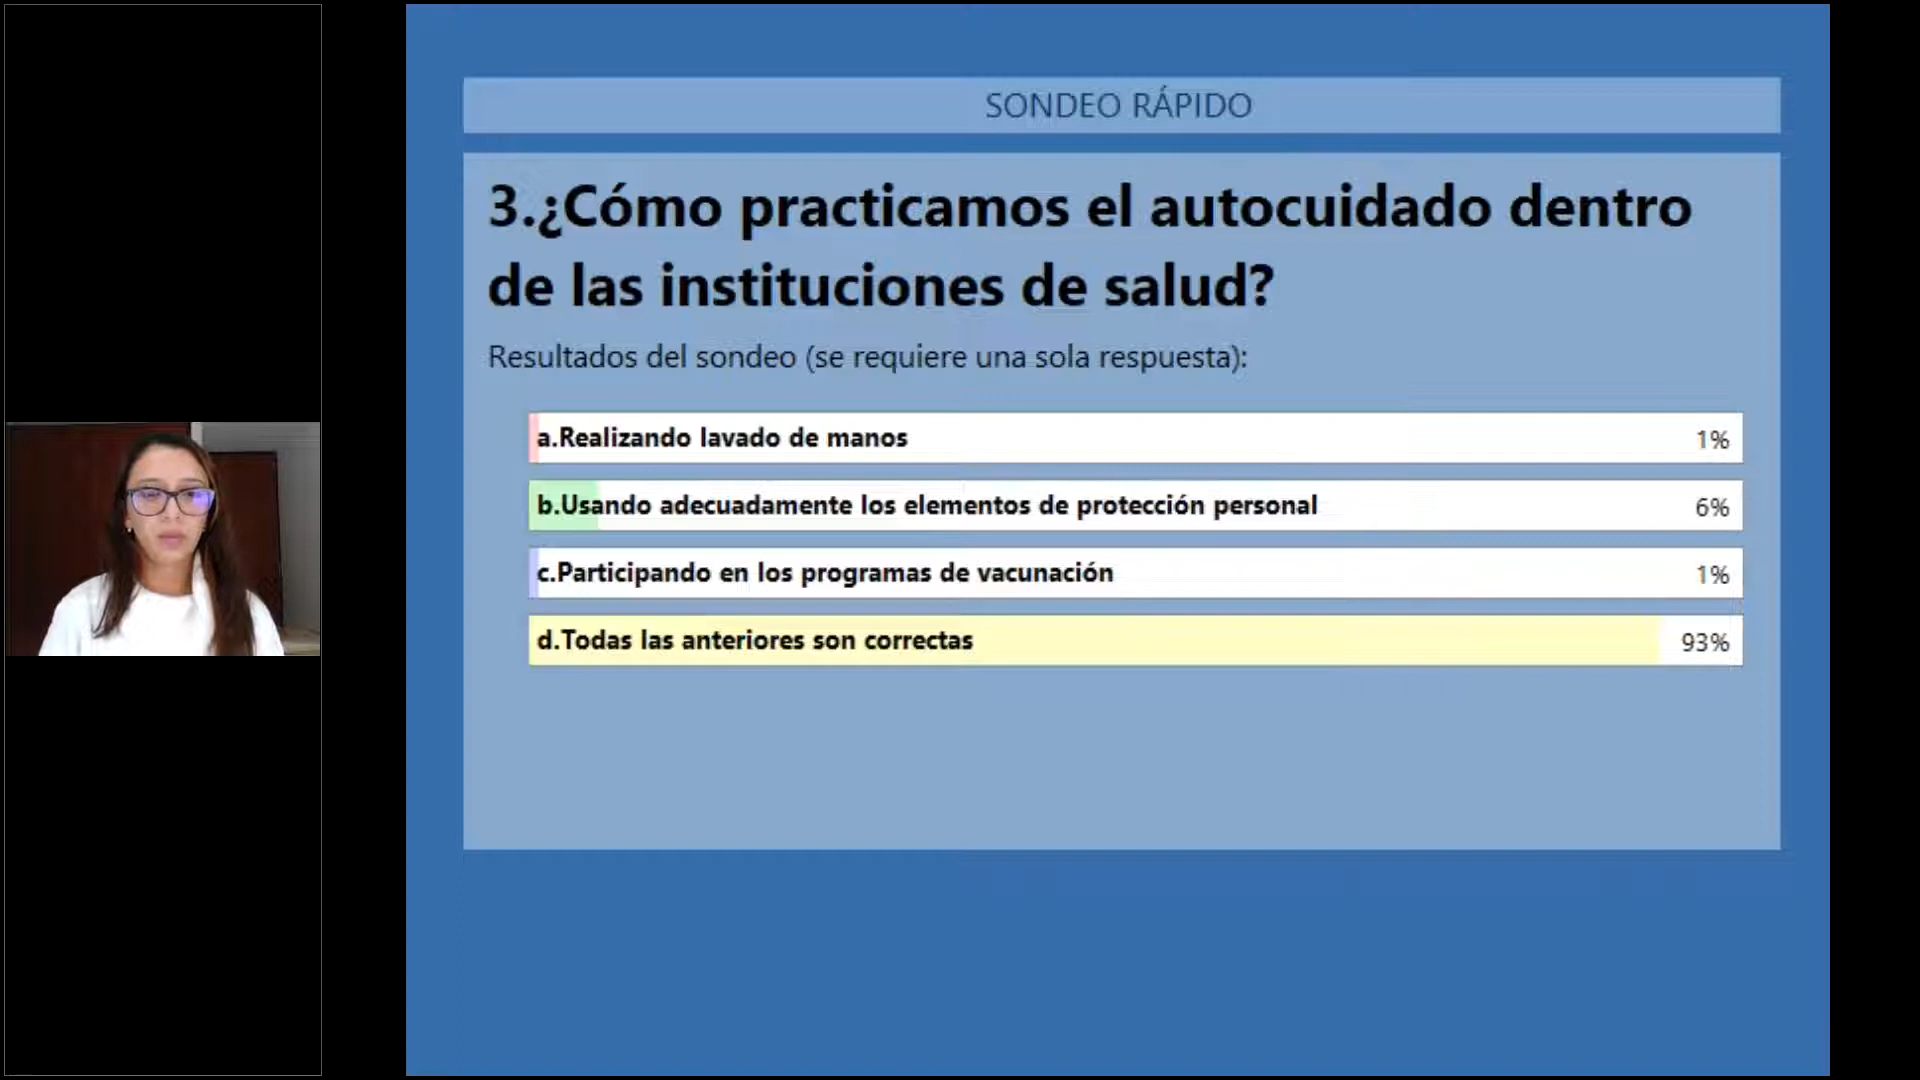 SONDEO RÁPIDO
3.¿Cómo practicamos el autocuidado dentro
de las instituciones de salud?
Resultados del sondeo (se requiere una sola respuesta):
a.Realizando lavado de manos 1%
b.Usando adecuadamente los elementos de protección personal 6%
c.Participando en los programas de vacunación 1%
d.Todas las anteriores son correctas 93%